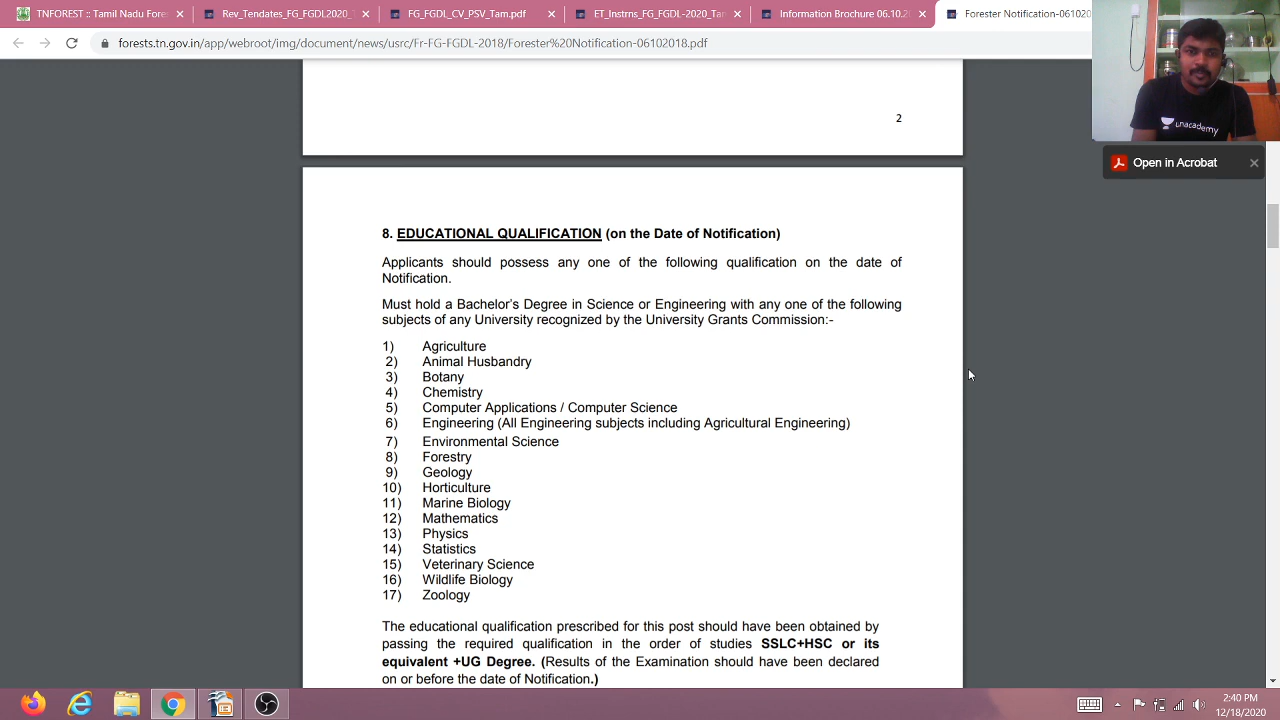 TNFOREST :: Tamil Nadu Fore
Rev_Tendates_FG_FGDL2020_
FG_FGDL_CV_PSV_Tam.pdf
ET_Instrns_FG_FGDL-2020_Tam
Information Brochure 06.10.20
Forester Notification-06102018
forests.tn.gov.in/app/webroot/img/document/news/usrc/Fr-FG-FGDL-2018/Forester%20Notification-06102018.pdf
unacademy
Open in Acrobat
2
8. EDUCATIONAL QUALIFICATION (on the Date of Notification)
Applicants should possess any one of the following qualification on the date of
Notification.
Must hold a Bachelor's Degree in Science or Engineering with any one of the following
subjects of any University recognized by the University Grants Commission:-
1) Agriculture
2) Animal Husbandry
3) Botany
4) Chemistry
5) Computer Applications / Computer Science
6) Engineering (All Engineering subjects including Agricultural Engineering)
7) Environmental Science
8) Forestry
9) Geology
10) Horticulture
11) Marine Biology
12) Mathematics
13) Physics
14) Statistics
15) Veterinary Science
16) Wildlife Biology
17) Zoology
The educational qualification prescribed for this post should have been obtained by
passing the required qualification in the order of studies SSLC+HSC or its
equivalent +UG Degree. (Results of the Examination should have been declared
on or before the date of Notification.)
2:40 PM
12/18/2020